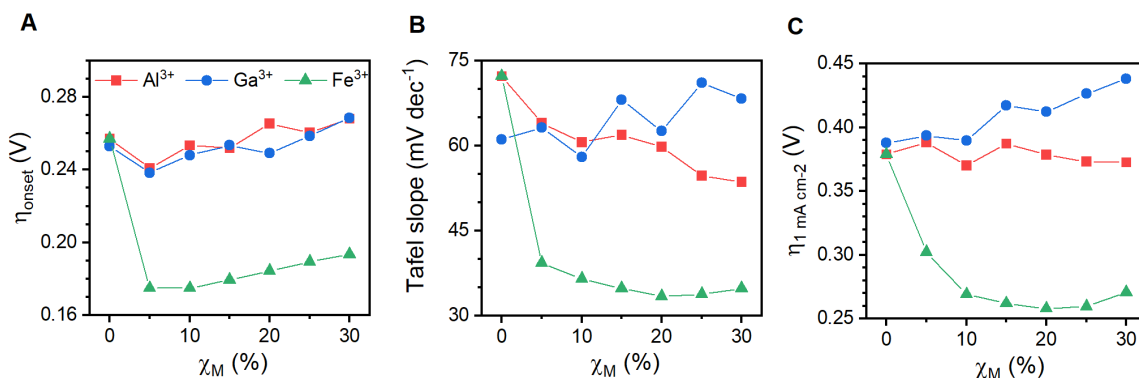 A
η onset (V)
0.28
0.24
0.20
0.16
Al³⁺ Ga³⁺ Fe³⁺
0 10 20 30
χM (%)
B
Tafel slope (mV dec⁻¹)
75
60
45
30
0 10 20 30
χM (%)
C
η1 mA cm-2 (V)
0.45
0.40
0.35
0.30
0.25
0 10 20 30
χM (%)